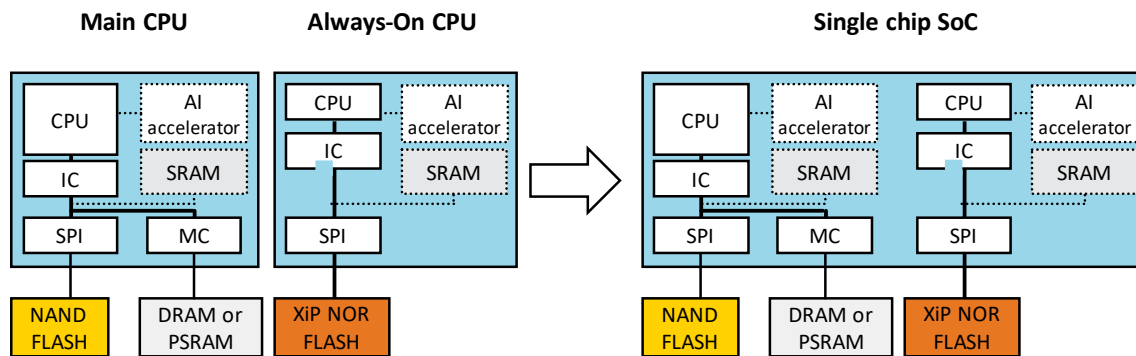 Main CPU
Always-On CPU
Single chip SoC
CPU
AI
accelerator
IC
SRAM
SPI
MC
NAND
FLASH
DRAM or
PSRAM
CPU
AI
accelerator
IC
SRAM
SPI
XiP NOR
FLASH
CPU
AI
accelerator
IC
SRAM
SPI
MC
NAND
FLASH
DRAM or
PSRAM
CPU
AI
accelerator
IC
SRAM
SPI
XiP NOR
FLASH